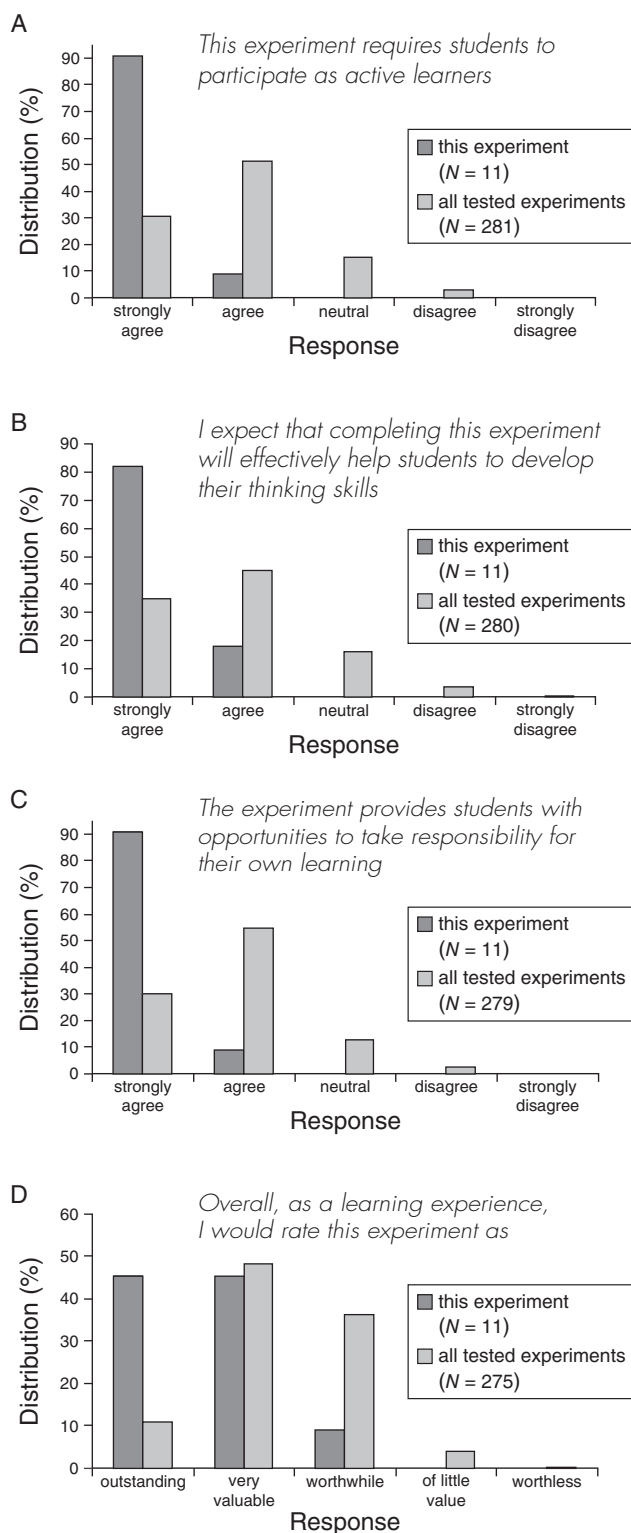 A
This experiment requires students to
participate as active learners
Distribution (%)
90
80
70
60
50
40
30
20
10
0
this experiment
(N = 11)
all tested experiments
(N = 281)
strongly agree
agree
neutral
disagree
strongly disagree
Response
B
I expect that completing this experiment
will effectively help students to develop
their thinking skills
Distribution (%)
90
80
70
60
50
40
30
20
10
0
this experiment
(N = 11)
all tested experiments
(N = 280)
strongly agree
agree
neutral
disagree
strongly disagree
Response
C
The experiment provides students with
opportunities to take responsibility for
their own learning
Distribution (%)
90
80
70
60
50
40
30
20
10
0
this experiment
(N = 11)
all tested experiments
(N = 279)
strongly agree
agree
neutral
disagree
strongly disagree
Response
D
Overall, as a learning experience,
I would rate this experiment as
Distribution (%)
60
50
40
30
20
10
0
this experiment
(N = 11)
all tested experiments
(N = 275)
outstanding
very valuable
worthwhile
of little value
worthless
Response